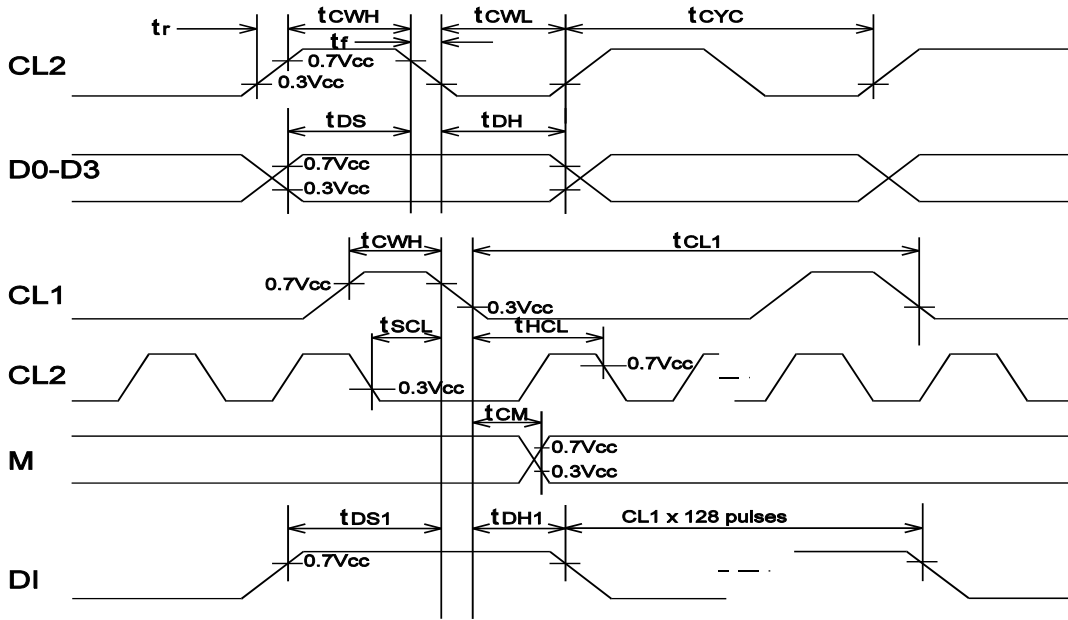 tr tCWH tCWL tCYC
tf
CL2 0.7Vcc
0.3Vcc
tDS tDH
D0-D3 0.7Vcc
0.3Vcc
tCWH tCL1
0.7Vcc
CL1 0.3Vcc
tSCL tHCL
CL2 0.7Vcc
0.3Vcc
tCM
M 0.7Vcc
0.3Vcc
tDS1 tDH1 CL1 x 128 pulses
DI 0.7Vcc